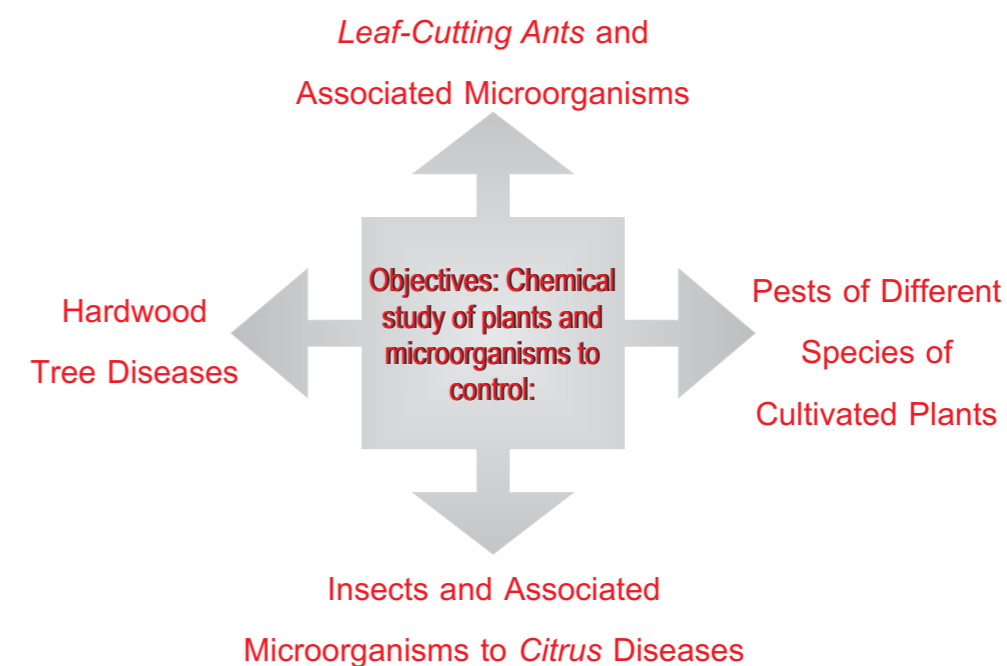 Leaf-Cutting Ants and
Associated Microorganisms
Objectives: Chemical
study of plants and
microorganisms to
control:
Hardwood
Tree Diseases
Pests of Different
Species of
Cultivated Plants
Insects and Associated
Microorganisms to Citrus Diseases